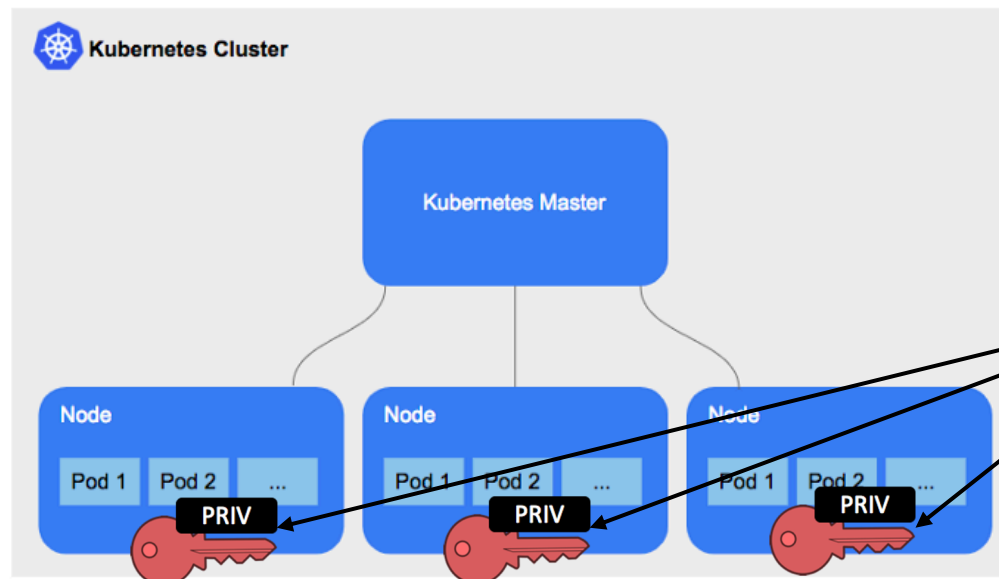 Kubernetes Cluster
Kubernetes Master
Node
Pod 1
Pod 2
...
PRIV
Node
Pod 1
Pod 2
...
PRIV
Node
Pod 1
Pod 2
...
PRIV